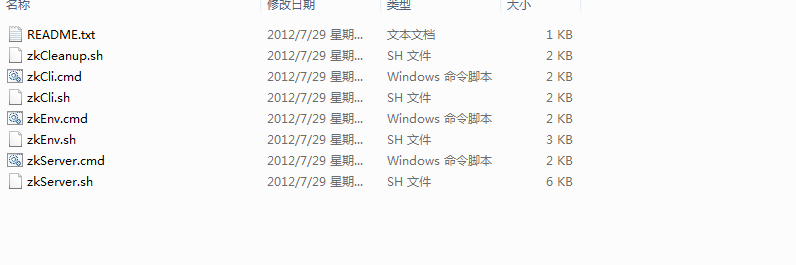 名称 修改日期 类型 大小
README.txt 2012/7/29 星期... 文本文档 1 KB
zkCleanup.sh 2012/7/29 星期... SH 文件 2 KB
zkCli.cmd 2012/7/29 星期... Windows 命令脚本 2 KB
zkCli.sh 2012/7/29 星期... SH 文件 2 KB
zkEnv.cmd 2012/7/29 星期... Windows 命令脚本 2 KB
zkEnv.sh 2012/7/29 星期... SH 文件 3 KB
zkServer.cmd 2012/7/29 星期... Windows 命令脚本 2 KB
zkServer.sh 2012/7/29 星期... SH 文件 6 KB